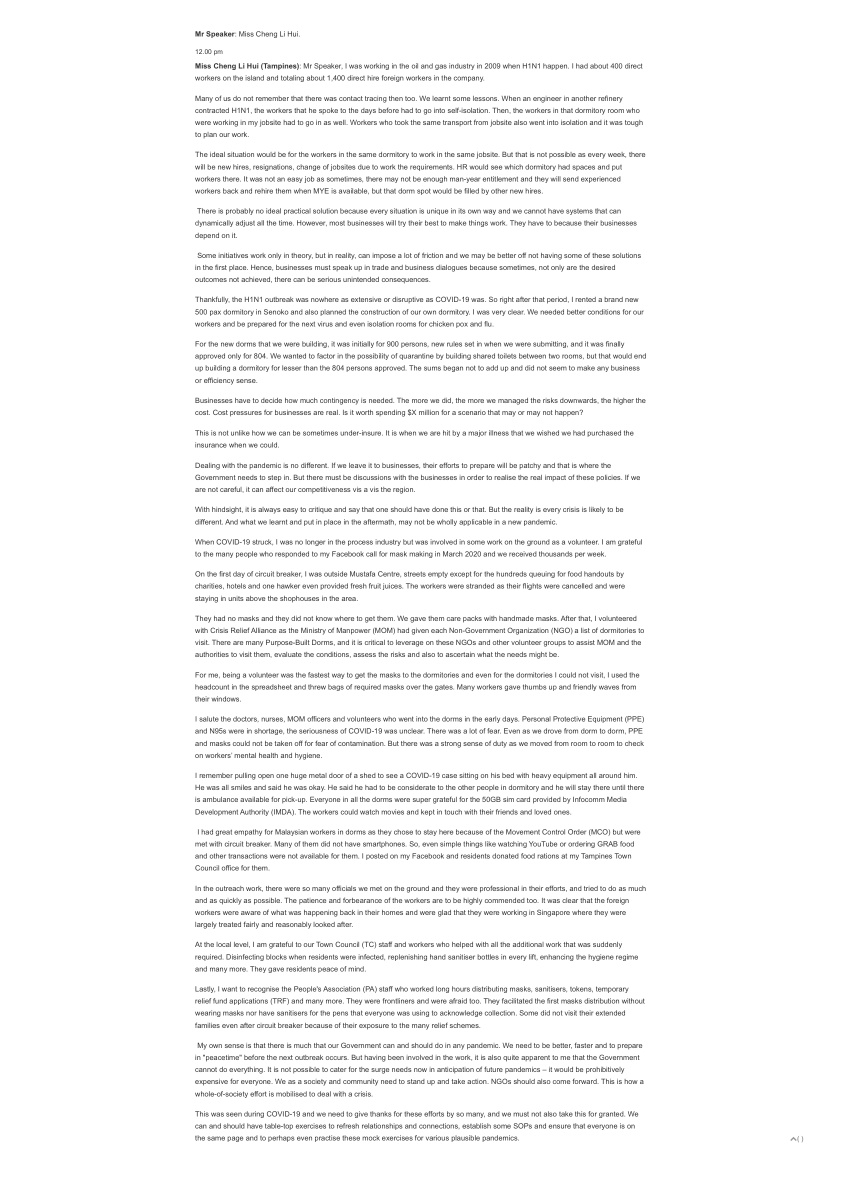 Mr Speaker: Miss Cheng Li Hui.
12.00 pm
Miss Cheng Li Hui (Tampines): Mr Speaker, I was working in the oil and gas industry in 2009 when H1N1 happen. I had about 400 direct
workers on the island and totaling about 1,400 direct hire foreign workers in the company.
Many of us do not remember that there was contact tracing then too. We learnt some lessons. When an engineer in another refinery
contracted H1N1, the workers that he spoke to the days before had to go into self-isolation. Then, the workers in that dormitory room who
were working in my jobsite had to go in as well. Workers who took the same transport from jobsite also went into isolation and it was tough
to plan our work.
The ideal situation would be for the workers in the same dormitory to work in the same jobsite. But that is not possible as every week, there
will be new hires, resignations, change of jobsites due to work the requirements. HR would see which dormitory had spaces and put
workers there. It was not an easy job as sometimes, there may not be enough man-year entitlement and they will send experienced
workers back and rehire them when MYE is available, but that dorm spot would be filled by other new hires.
There is probably no ideal practical solution because every situation is unique in its own way and we cannot have systems that can
dynamically adjust all the time. However, most businesses will try their best to make things work. They have to because their businesses
depend on it.
Some initiatives work only in theory, but in reality, can impose a lot of friction and we may be better off not having some of these solutions
in the first place. Hence, businesses must speak up in trade and business dialogues because sometimes, not only are the desired
outcomes not achieved, there can be serious unintended consequences.
Thankfully, the H1N1 outbreak was nowhere as extensive or disruptive as COVID-19 was. So right after that period, I rented a brand new
500 pax dormitory in Senoko and also planned the construction of our own dormitory. I was very clear. We needed better conditions for our
workers and be prepared for the next virus and even isolation rooms for chicken pox and flu.
For the new dorms that we were building, it was initially for 900 persons, new rules set in when we were submitting, and it was finally
approved only for 804. We wanted to factor in the possibility of quarantine by building shared toilets between two rooms, but that would end
up building a dormitory for lesser than the 804 persons approved. The sums began not to add up and did not seem to make any business
or efficiency sense.
Businesses have to decide how much contingency is needed. The more we did, the more we managed the risks downwards, the higher the
cost. Cost pressures for businesses are real. Is it worth spending $X million for a scenario that may or may not happen?
This is not unlike how we can be sometimes under-insure. It is when we are hit by a major illness that we wished we had purchased the
insurance when we could.
Dealing with the pandemic is no different. If we leave it to businesses, their efforts to prepare will be patchy and that is where the
Government needs to step in. But there must be discussions with the businesses in order to realise the real impact of these policies. If we
are not careful, it can affect our competitiveness vis a vis the region.
With hindsight, it is always easy to critique and say that one should have done this or that. But the reality is every crisis is likely to be
different. And what we learnt and put in place in the aftermath, may not be wholly applicable in a new pandemic.
When COVID-19 struck, I was no longer in the process industry but was involved in some work on the ground as a volunteer. I am grateful
to the many people who responded to my Facebook call for mask making in March 2020 and we received thousands per week.
On the first day of circuit breaker, I was outside Mustafa Centre, streets empty except for the hundreds queuing for food handouts by
charities, hotels and one hawker even provided fresh fruit juices. The workers were stranded as their flights were cancelled and were
staying in units above the shophouses in the area.
They had no masks and they did not know where to get them. We gave them care packs with handmade masks. After that, I volunteered
with Crisis Relief Alliance as the Ministry of Manpower (MOM) had given each Non-Government Organization (NGO) a list of dormitories to
visit. There are many Purpose-Built Dorms, and it is critical to leverage on these NGOs and other volunteer groups to assist MOM and the
authorities to visit them, evaluate the conditions, assess the risks and also to ascertain what the needs might be.
For me, being a volunteer was the fastest way to get the masks to the dormitories and even for the dormitories I could not visit, I used the
headcount in the spreadsheet and threw bags of required masks over the gates. Many workers gave thumbs up and friendly waves from
their windows.
I salute the doctors, nurses, MOM officers and volunteers who went into the dorms in the early days. Personal Protective Equipment (PPE)
and N95s were in shortage, the seriousness of COVID-19 was unclear. There was a lot of fear. Even as we drove from dorm to dorm, PPE
and masks could not be taken off for fear of contamination. But there was a strong sense of duty as we moved from room to room to check
on workers' mental health and hygiene.
I remember pulling open one huge metal door of a shed to see a COVID-19 case sitting on his bed with heavy equipment all around him.
He was all smiles and said he was okay. He said he had to be considerate to the other people in dormitory and he will stay there until there
is ambulance available for pick-up. Everyone in all the dorms were super grateful for the 50GB sim card provided by Infocomm Media
Development Authority (IMDA). The workers could watch movies and kept in touch with their friends and loved ones.
I had great empathy for Malaysian workers in dorms as they chose to stay here because of the Movement Control Order (MCO) but were
met with circuit breaker. Many of them did not have smartphones. So, even simple things like watching YouTube or ordering GRAB food
and other transactions were not available for them. I posted on my Facebook and residents donated food rations at my Tampines Town
Council office for them.
In the outreach work, there were so many officials we met on the ground and they were professional in their efforts, and tried to do as much
and as quickly as possible. The patience and forbearance of the workers are to be highly commended too. It was clear that the foreign
workers were aware of what was happening back in their homes and were glad that they were working in Singapore where they were
largely treated fairly and reasonably looked after.
At the local level, I am grateful to our Town Council (TC) staff and workers who helped with all the additional work that was suddenly
required. Disinfecting blocks when residents were infected, replenishing hand sanitiser bottles in every lift, enhancing the hygiene regime
and many more. They gave residents peace of mind.
Lastly, I want to recognise the People's Association (PA) staff who worked long hours distributing masks, sanitisers, tokens, temporary
relief fund applications (TRF) and many more. They were frontliners and were afraid too. They facilitated the first masks distribution without
wearing masks nor have sanitisers for the pens that everyone was using to acknowledge collection. Some did not visit their extended
families even after circuit breaker because of their exposure to the many relief schemes.
My own sense is that there is much that our Government can and should do in any pandemic. We need to be better, faster and to prepare
in "peacetime" before the next outbreak occurs. But having been involved in the work, it is also quite apparent to me that the Government
cannot do everything. It is not possible to cater for the surge needs now in anticipation of future pandemics – it would be prohibitively
expensive for everyone. We as a society and community need to stand up and take action. NGOs should also come forward. This is how a
whole-of-society effort is mobilised to deal with a crisis.
This was seen during COVID-19 and we need to give thanks for these efforts by so many, and we must not also take this for granted. We
can and should have table-top exercises to refresh relationships and connections, establish some SOPs and ensure that everyone is on
the same page and to perhaps even practise these mock exercises for various plausible pandemics.
( )